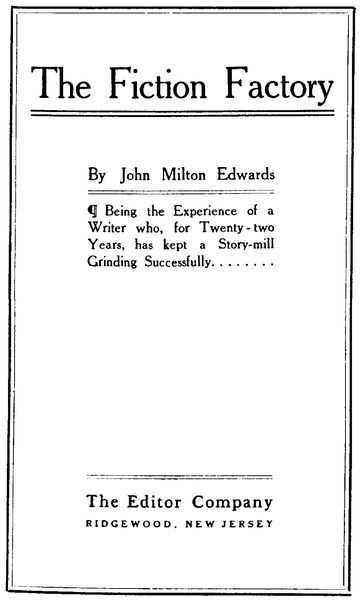 The Fiction Factory
By John Milton Edwards
¶ Being the Experience of a
Writer who, for Twenty-two
Years, has kept a Story-mill
Grinding Successfully........
The Editor Company
RIDGEWOOD, NEW JERSEY